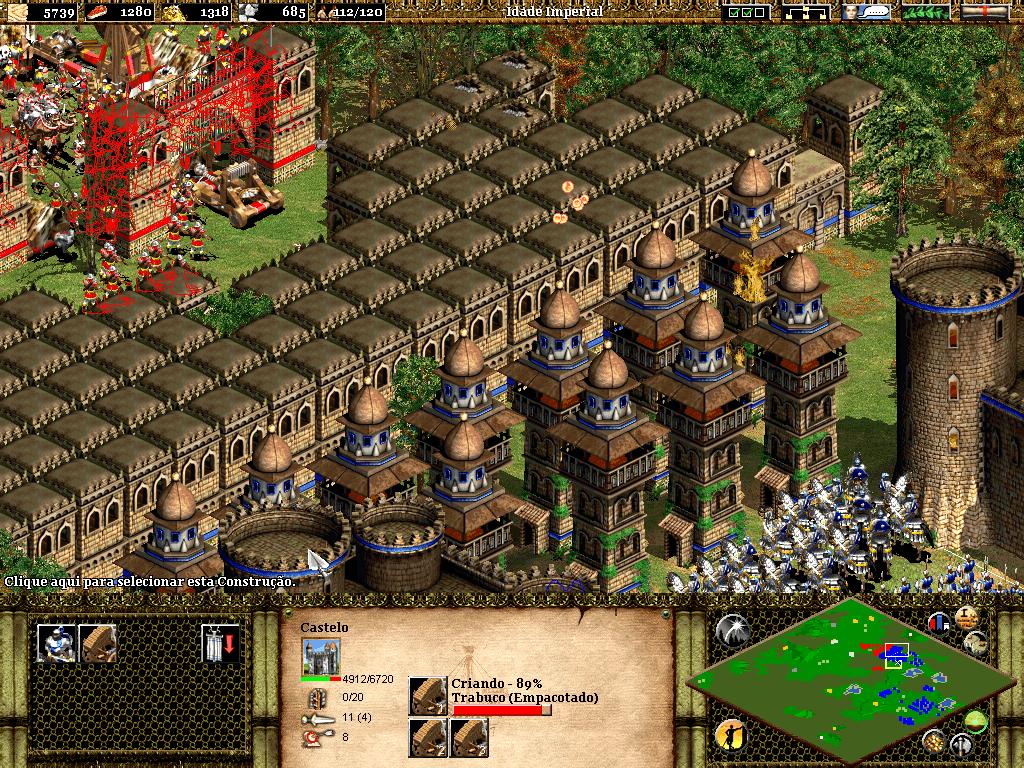 5739 1280 1318 685 112/120 Idade Imperial
Clique aqui para selecionar esta Construção.
Castelo
4912/6720
0/20
11 (4)
8
Criando - 89%
Trabuco (Empacotado)